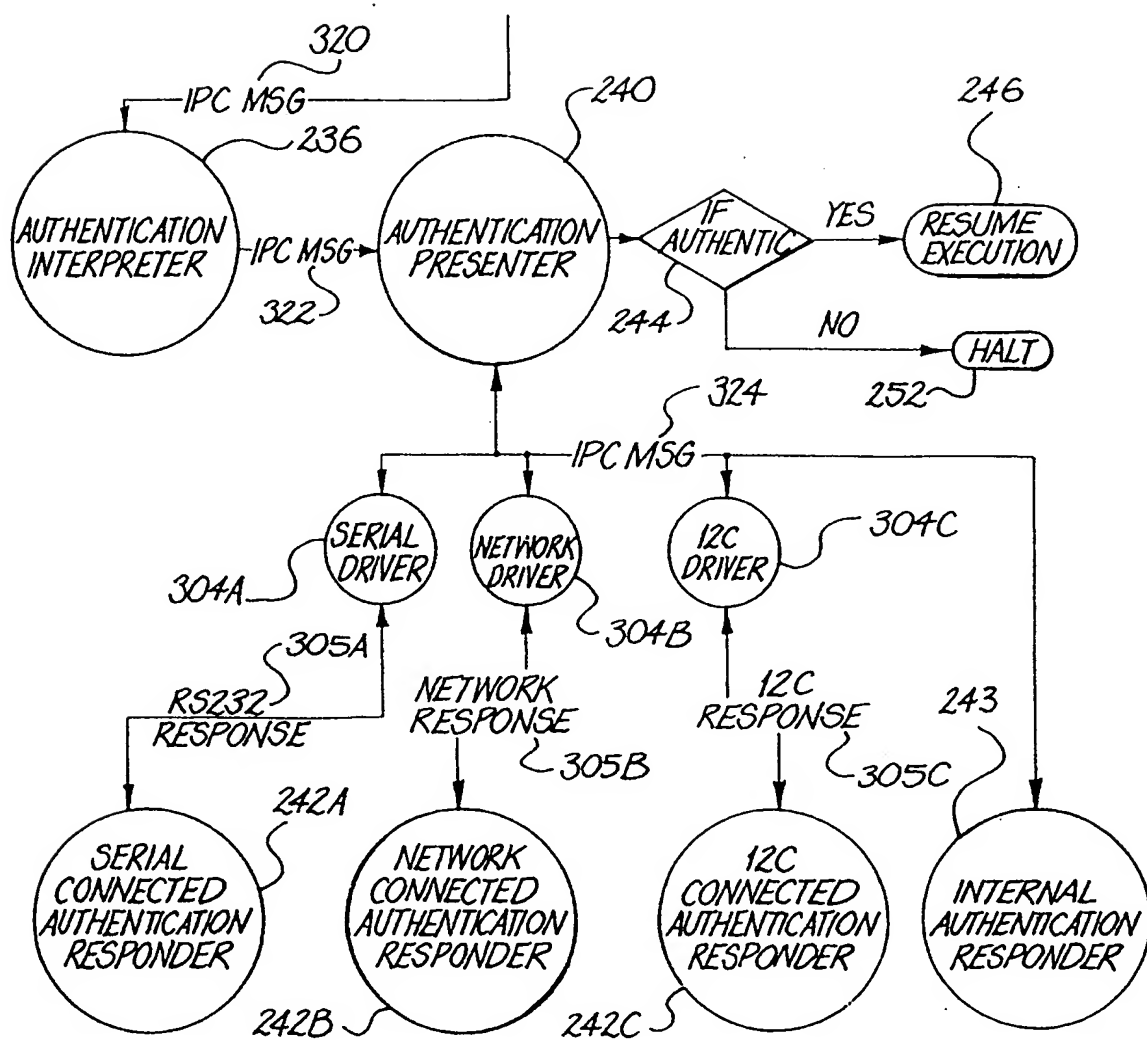 320
IPC MSG
236
240
246
AUTHENTICATION
INTERPRETER
IPC MSG
322
AUTHENTICATION
PRESENTER
IF
AUTHENTIC
244
YES
RESUME
EXECUTION
NO
HALT
252
324
IPC MSG
SERIAL
DRIVER
304A
NETWORK
DRIVER
304B
12C
DRIVER
304C
305A
RS232
RESPONSE
NETWORK
RESPONSE
305B
12C
RESPONSE
305C
243
242A
SERIAL
CONNECTED
AUTHENTICATION
RESPONDER
NETWORK
CONNECTED
AUTHENTICATION
RESPONDER
242B
12C
CONNECTED
AUTHENTICATION
RESPONDER
242C
INTERNAL
AUTHENTICATION
RESPONDER